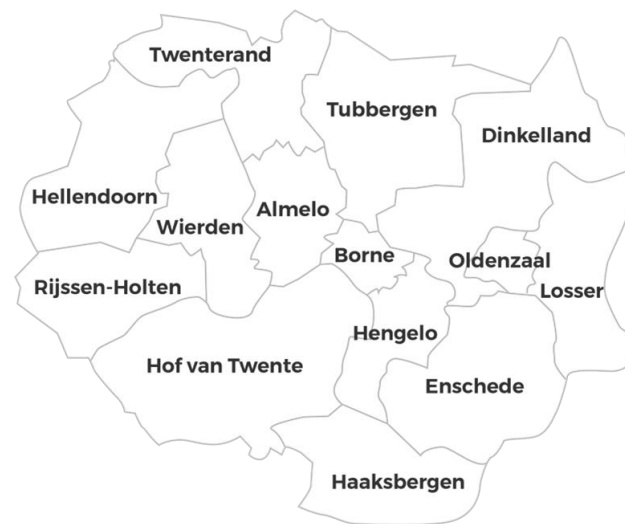 Twenterand
Tubbergen
Dinkelland
Hellendoorn
Wierden
Almelo
Borne
Oldenzaal
Rijssen-Holten
Losser
Hengelo
Hof van Twente
Enschede
Haaksbergen